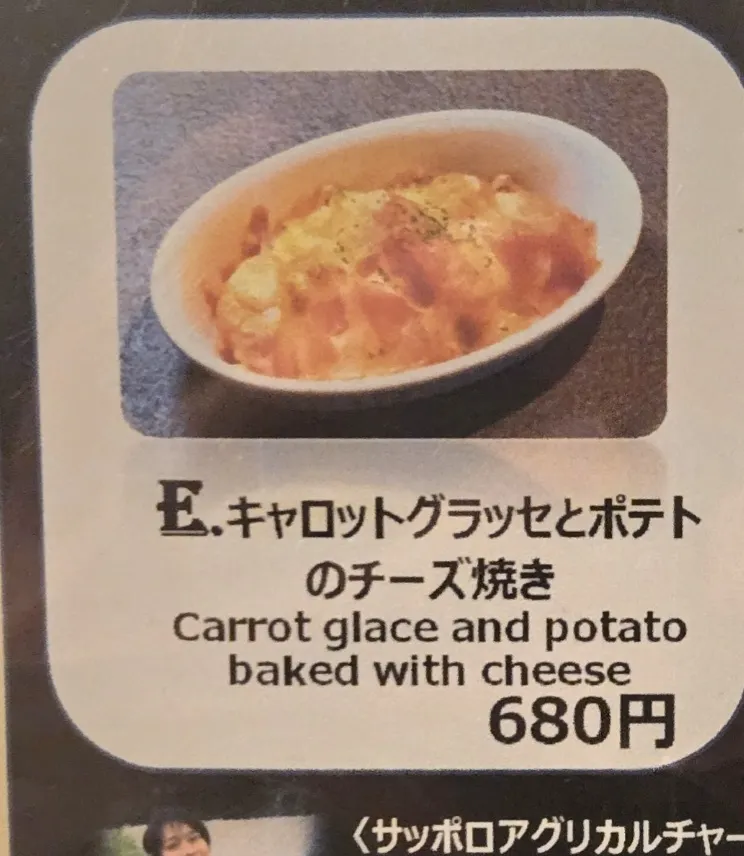 E.キャロットグラッセとポテト
のチーズ焼き
Carrot glace and potato
baked with cheese
680円
〈サッポロアグリカルチャー